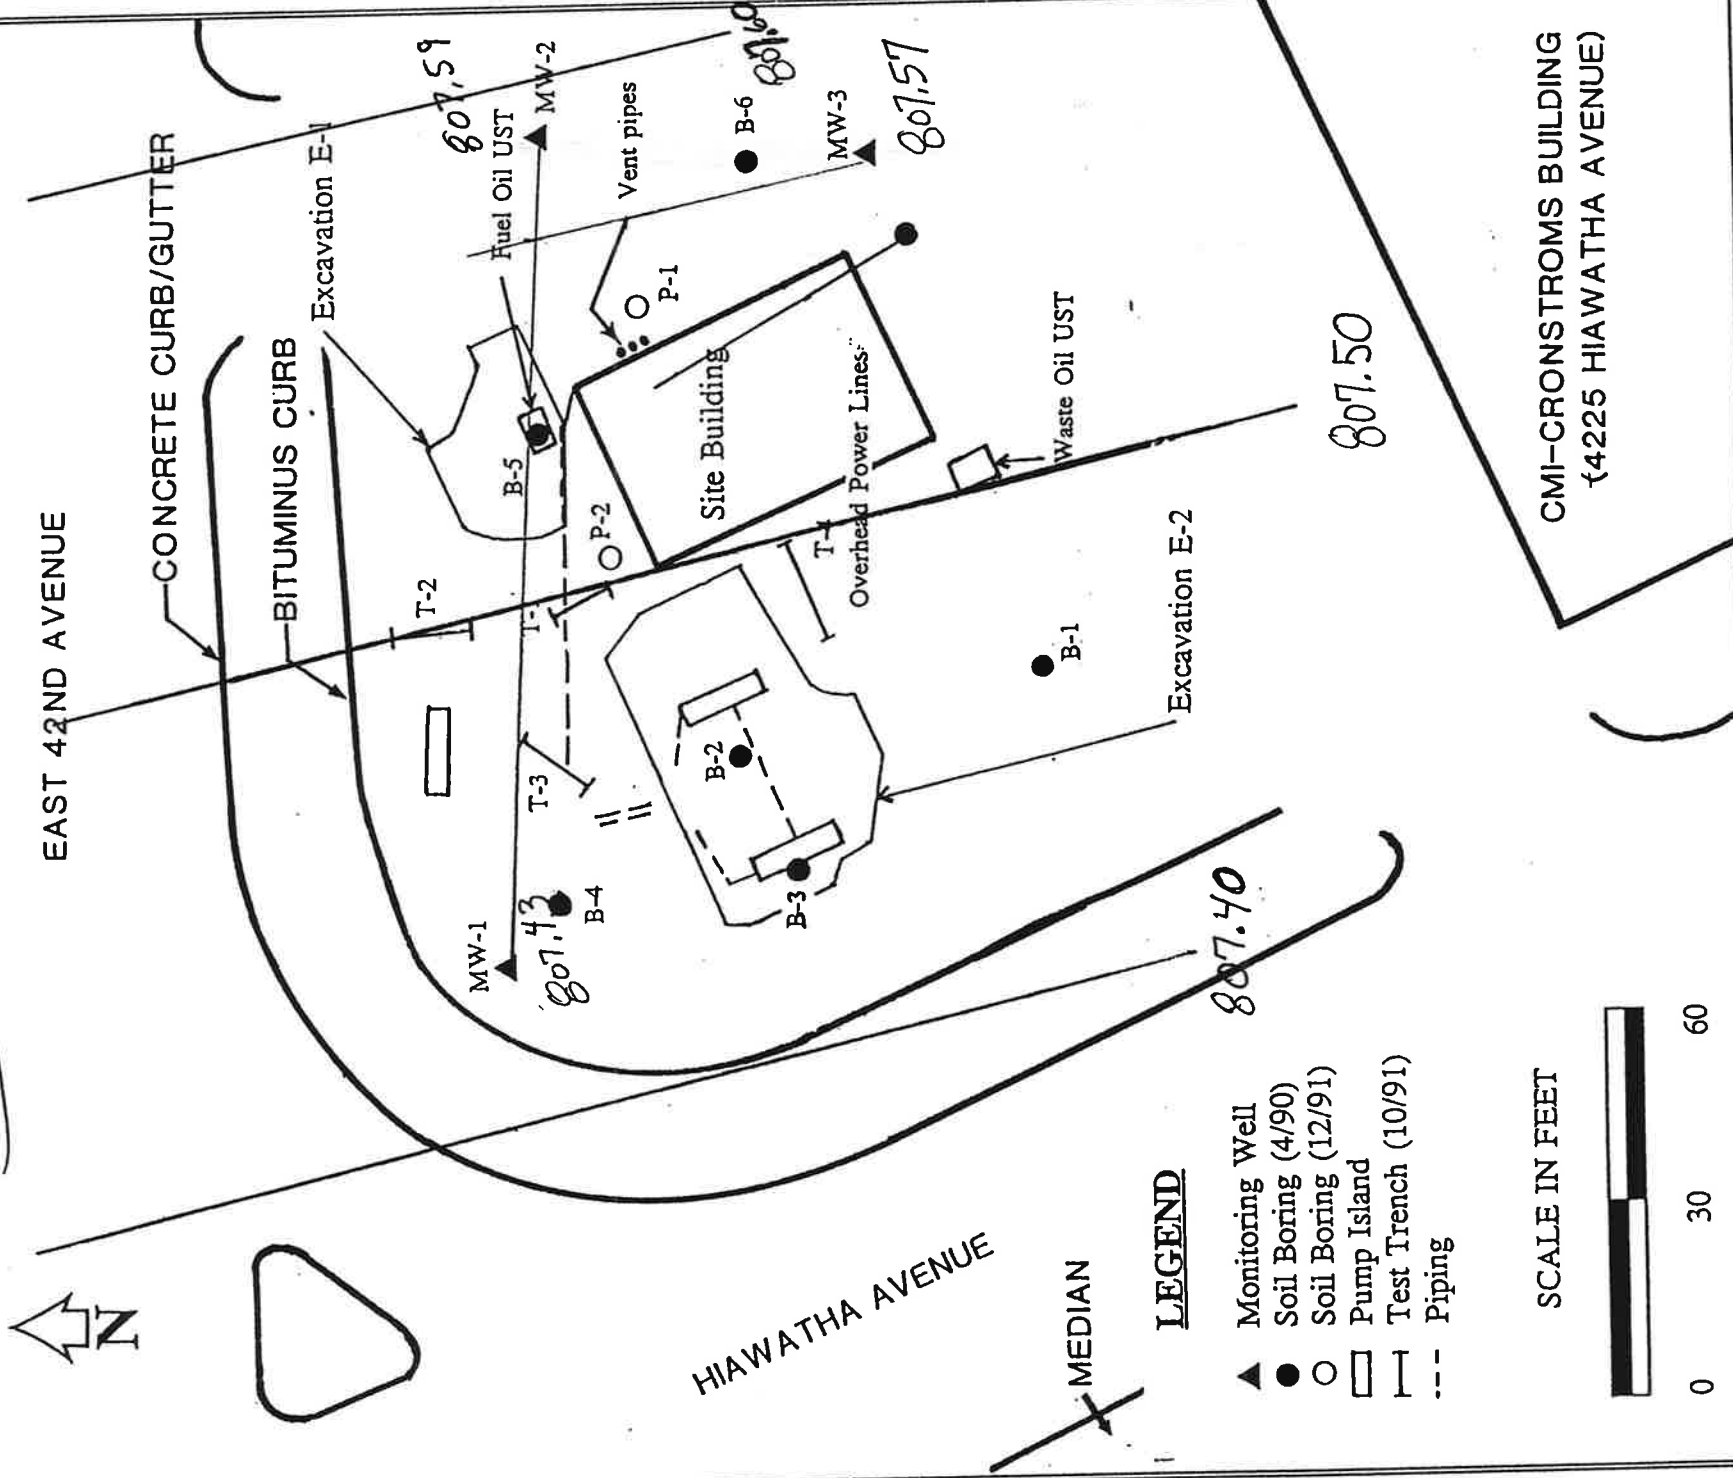 N
EAST 42ND AVENUE
CONCRETE CURB/GUTTER
BITUMINUS CURB
Excavation E-1
807.59
Fuel Oil UST
MW-2
Vent pipes
807.60
B-6
MW-3
807.57
P-1
B-5
P-2
T-2
T-
T-3
Site Building
Overhead Power Lines
T-4
Waste Oil UST
807.50
MW-1
807.43
B-4
B-2
B-3
B-1
Excavation E-2
807.40
CMI-CRONSTROMS BUILDING
(4225 HIAWATHA AVENUE)
HIAWATHA AVENUE
MEDIAN
LEGEND
Monitoring Well
Soil Boring (4/90)
Soil Boring (12/91)
Pump Island
Test Trench (10/91)
Piping
SCALE IN FEET
0 30 60